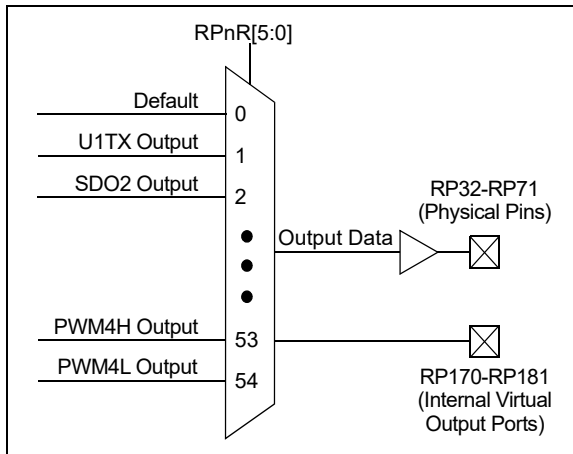 RPnR[5:0]
Default
0
U1TX Output
1
SDO2 Output
2
RP32-RP71
(Physical Pins)
Output Data
PWM4H Output
53
PWM4L Output
54
RP170-RP181
(Internal Virtual
Output Ports)